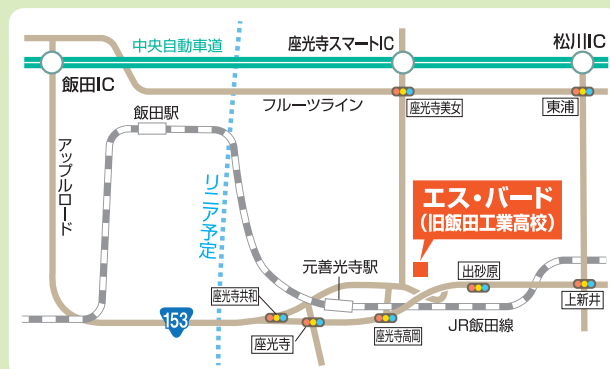 中央自動車道
座光寺スマートIC
松川IC
飯田IC
フルーツライン
座光寺美女
東浦
飯田駅
アップルロード
リニア予定
エス・バード
(旧飯田工業高校)
元善光寺駅
出砂原
座光寺共和
上新井
153
座光寺
座光寺高岡
JR飯田線